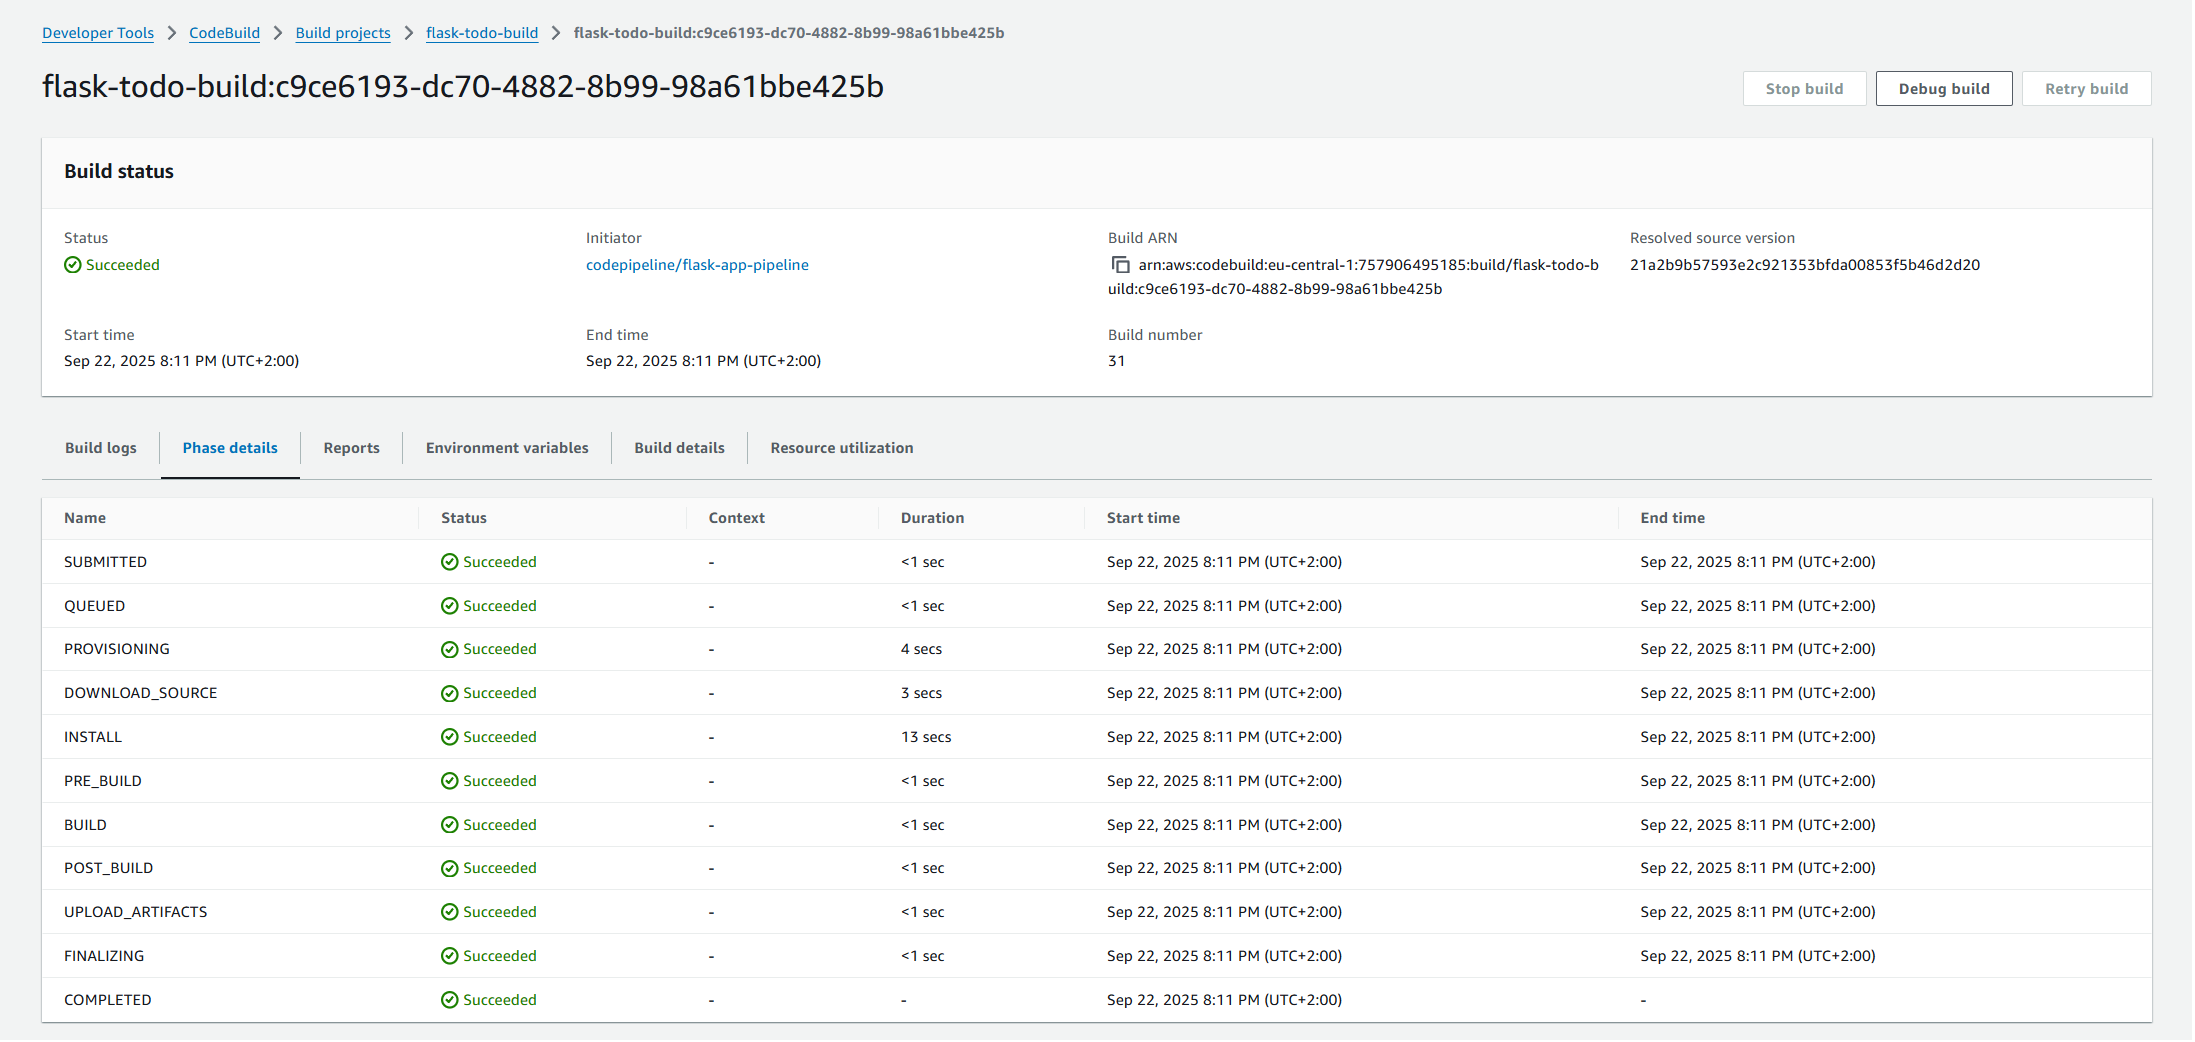 Developer Tools > CodeBuild > Build projects > flask-todo-build > flask-todo-build:c9ce6193-dc70-4882-8b99-98a61bbe425b
flask-todo-build:c9ce6193-dc70-4882-8b99-98a61bbe425b
Stop build Debug build Retry build
Build status
Status Initiator Build ARN Resolved source version
Succeeded codepipeline/flask-app-pipeline arn:aws:codebuild:eu-central-1:757906495185:build/flask-todo-b 21a2b9b57593e2c921353bfda00853f5b46d2d20
uild:c9ce6193-dc70-4882-8b99-98a61bbe425b
Start time End time Build number
Sep 22, 2025 8:11 PM (UTC+2:00) Sep 22, 2025 8:11 PM (UTC+2:00) 31
Build logs Phase details Reports Environment variables Build details Resource utilization
Name Status Context Duration Start time End time
SUBMITTED Succeeded - <1 sec Sep 22, 2025 8:11 PM (UTC+2:00) Sep 22, 2025 8:11 PM (UTC+2:00)
QUEUED Succeeded - <1 sec Sep 22, 2025 8:11 PM (UTC+2:00) Sep 22, 2025 8:11 PM (UTC+2:00)
PROVISIONING Succeeded - 4 secs Sep 22, 2025 8:11 PM (UTC+2:00) Sep 22, 2025 8:11 PM (UTC+2:00)
DOWNLOAD_SOURCE Succeeded - 3 secs Sep 22, 2025 8:11 PM (UTC+2:00) Sep 22, 2025 8:11 PM (UTC+2:00)
INSTALL Succeeded - 13 secs Sep 22, 2025 8:11 PM (UTC+2:00) Sep 22, 2025 8:11 PM (UTC+2:00)
PRE_BUILD Succeeded - <1 sec Sep 22, 2025 8:11 PM (UTC+2:00) Sep 22, 2025 8:11 PM (UTC+2:00)
BUILD Succeeded - <1 sec Sep 22, 2025 8:11 PM (UTC+2:00) Sep 22, 2025 8:11 PM (UTC+2:00)
POST_BUILD Succeeded - <1 sec Sep 22, 2025 8:11 PM (UTC+2:00) Sep 22, 2025 8:11 PM (UTC+2:00)
UPLOAD_ARTIFACTS Succeeded - <1 sec Sep 22, 2025 8:11 PM (UTC+2:00) Sep 22, 2025 8:11 PM (UTC+2:00)
FINALIZING Succeeded - <1 sec Sep 22, 2025 8:11 PM (UTC+2:00) Sep 22, 2025 8:11 PM (UTC+2:00)
COMPLETED Succeeded - - Sep 22, 2025 8:11 PM (UTC+2:00) -